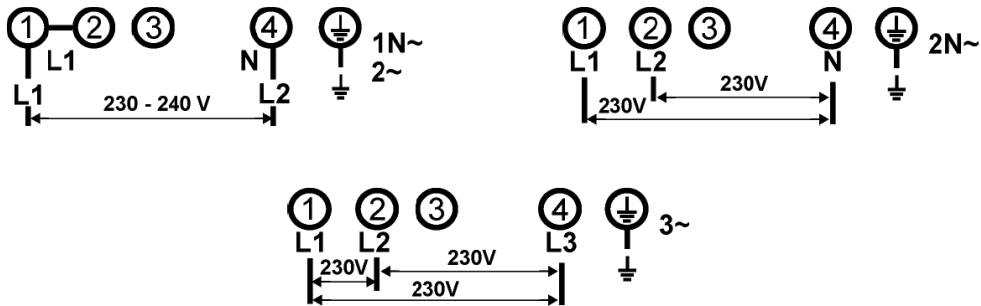 1 2 3 4 1N~
L1 N 2~
L1 L2
230 - 240 V
1 2 3 4 2N~
L1 L2 N
230V
230V
1 2 3 4 3~
L1 L2 L3
230V 230V
230V